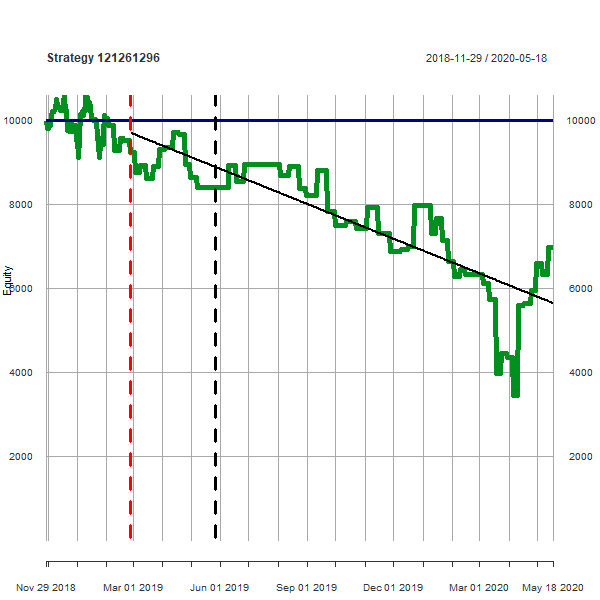 Strategy 121261296
2018-11-29 / 2020-05-18
10000
10000
8000
8000
Equity
6000
6000
4000
4000
2000
2000
Nov 29 2018
Mar 01 2019
Jun 01 2019
Sep 01 2019
Dec 01 2019
Mar 01 2020
May 18 2020